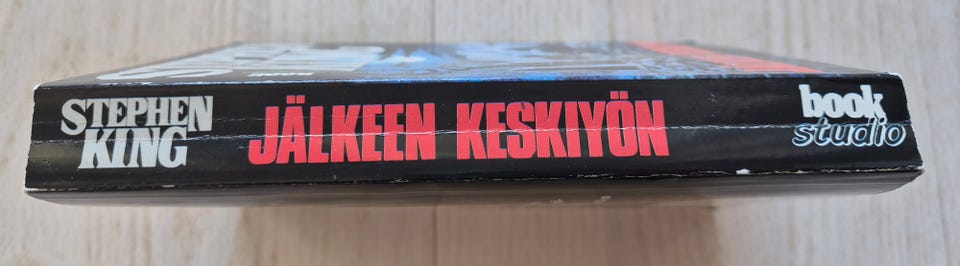 STEPHEN
KING
JÄLKEEN KESKIYÖN
book
studio